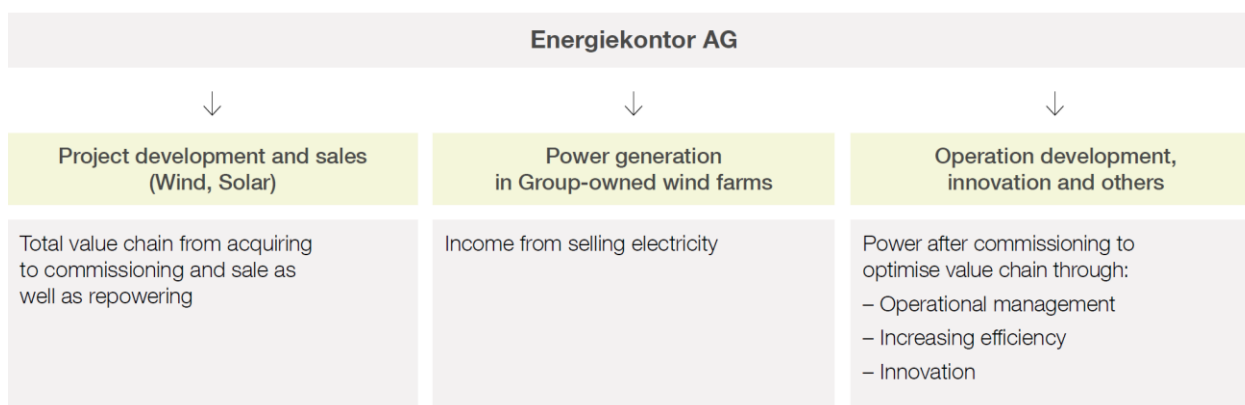 Energiekontor AG
Project development and sales
(Wind, Solar)
Total value chain from acquiring
to commissioning and sale as
well as repowering
Power generation
in Group-owned wind farms
Income from selling electricity
Operation development,
innovation and others
Power after commissioning to
optimise value chain through:
– Operational management
– Increasing efficiency
– Innovation